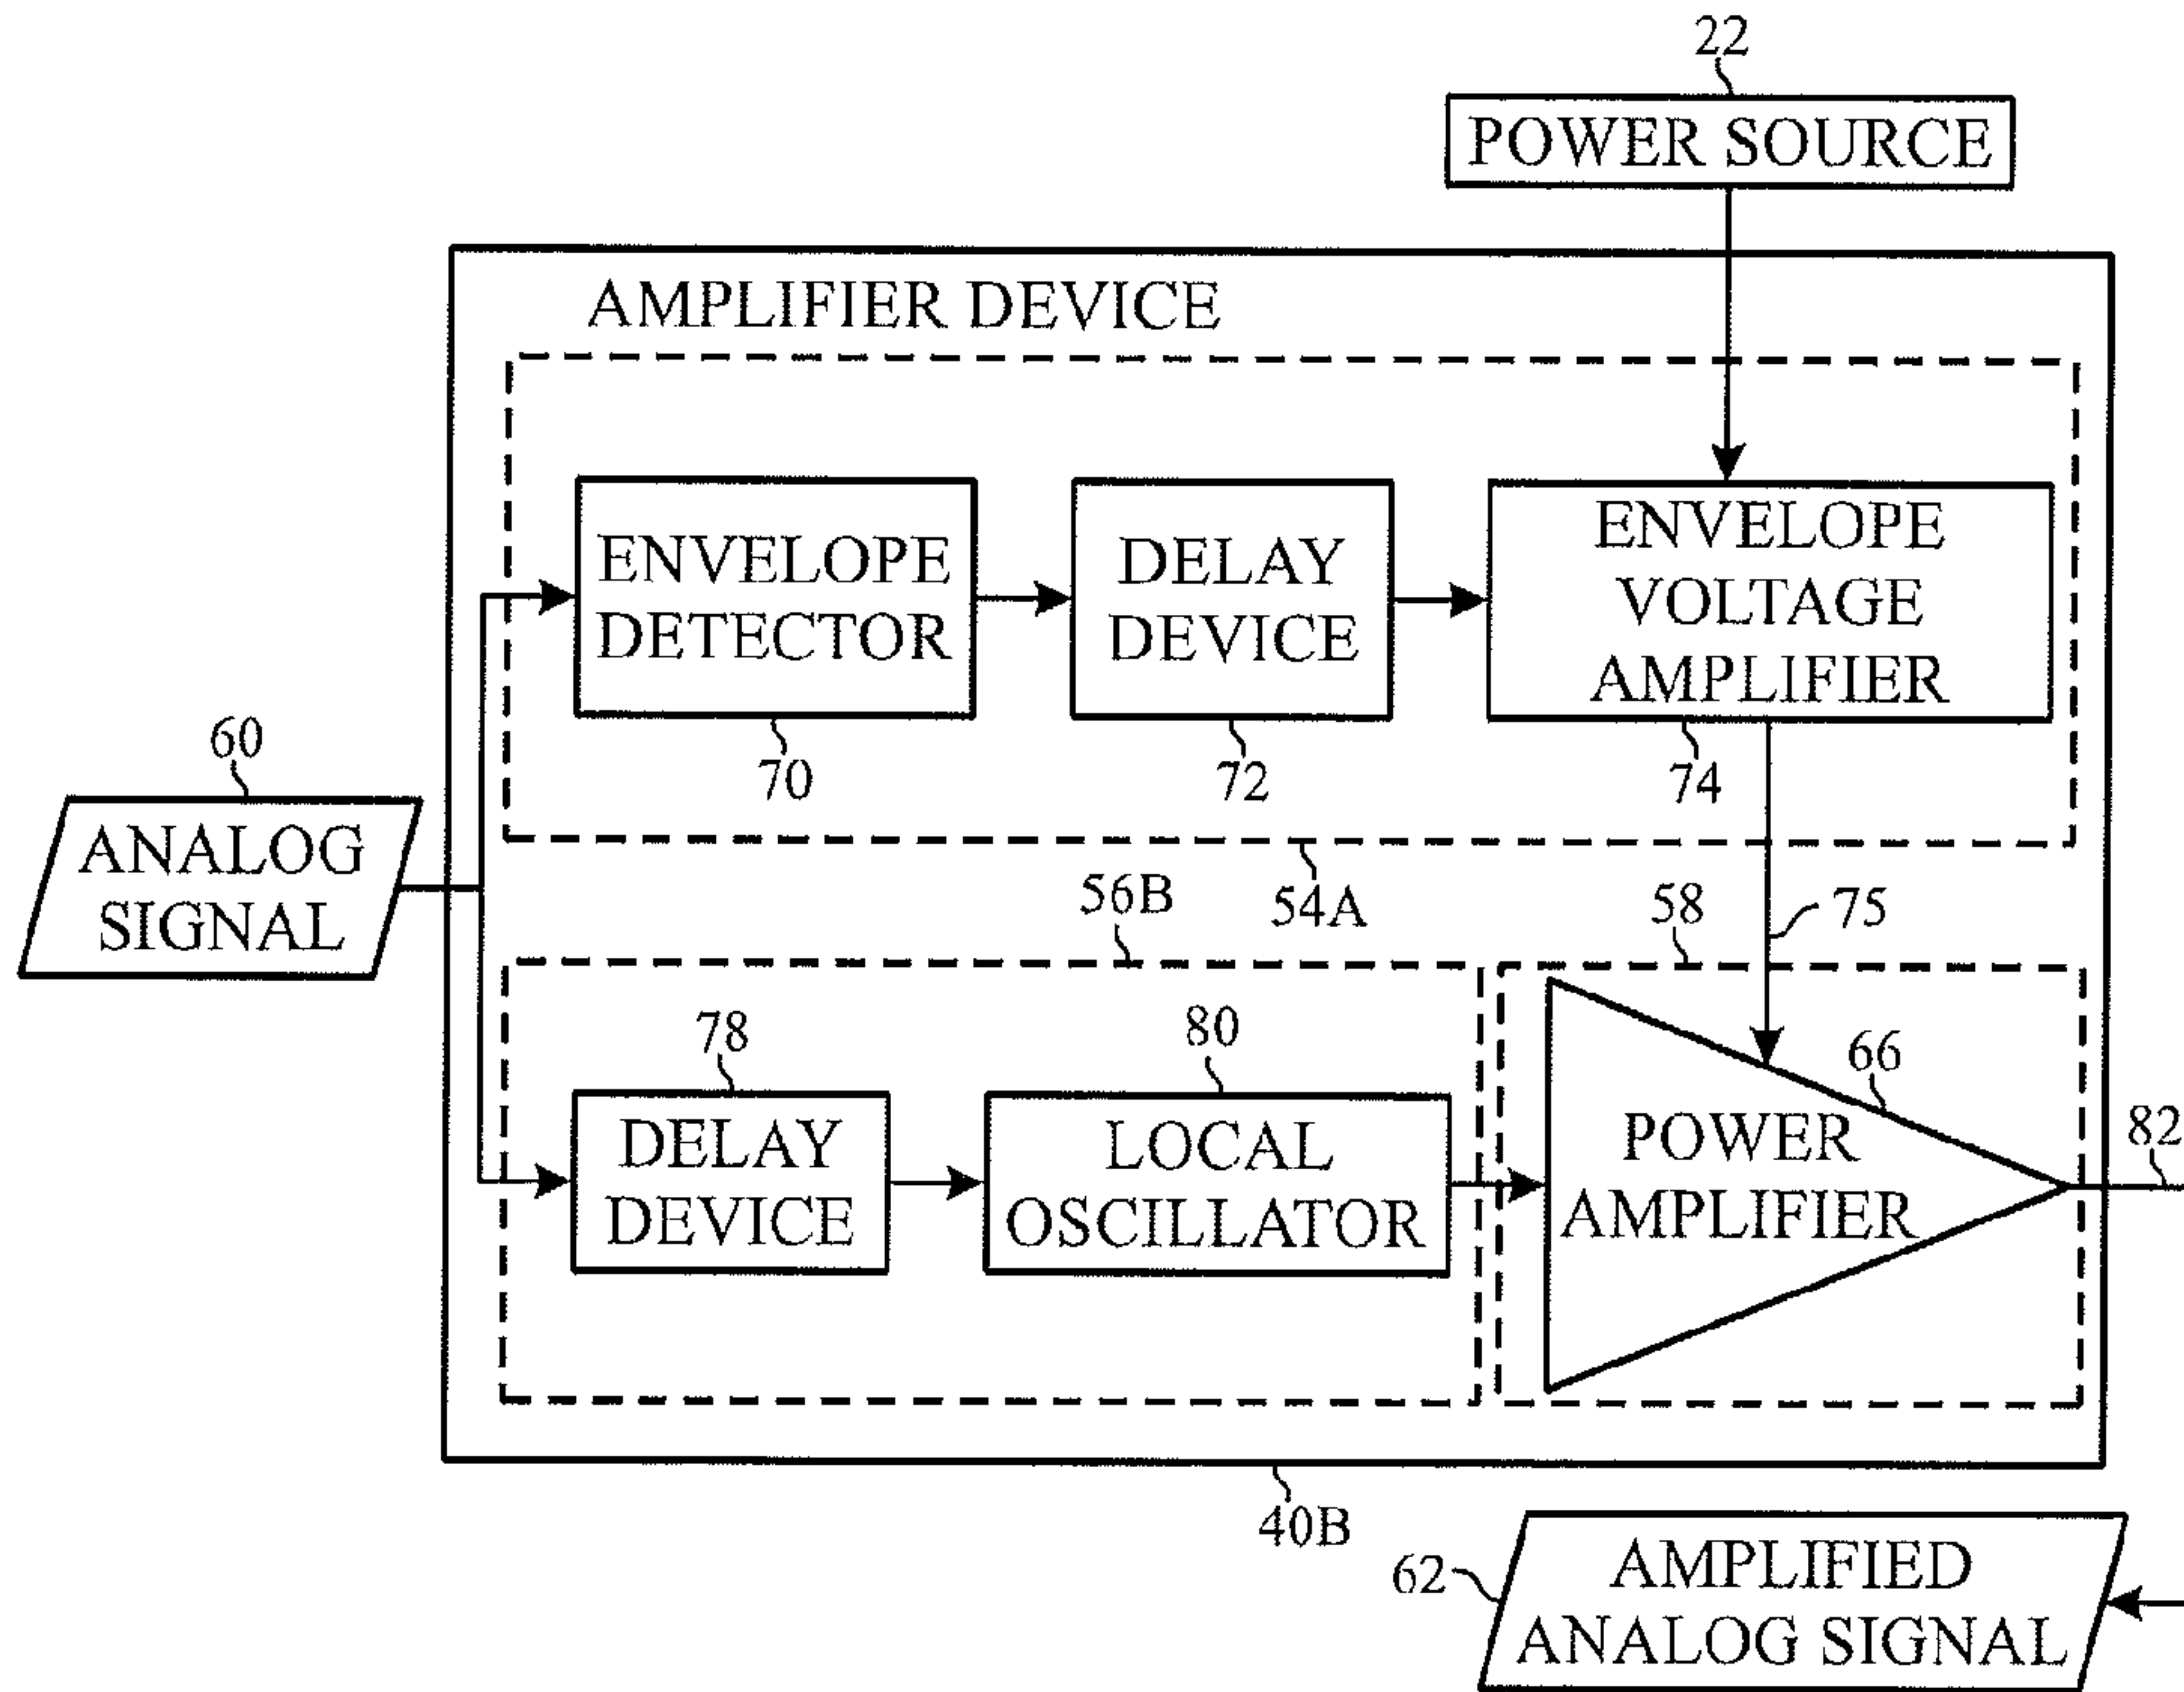 22
POWER SOURCE
AMPLIFIER DEVICE
ENVELOPE
DETECTOR
70
DELAY
DEVICE
72
ENVELOPE
VOLTAGE
AMPLIFIER
74
60
ANALOG
SIGNAL
54A
56B
58
75
78
DELAY
DEVICE
80
LOCAL
OSCILLATOR
66
POWER
AMPLIFIER
82
40B
62
AMPLIFIED
ANALOG SIGNAL